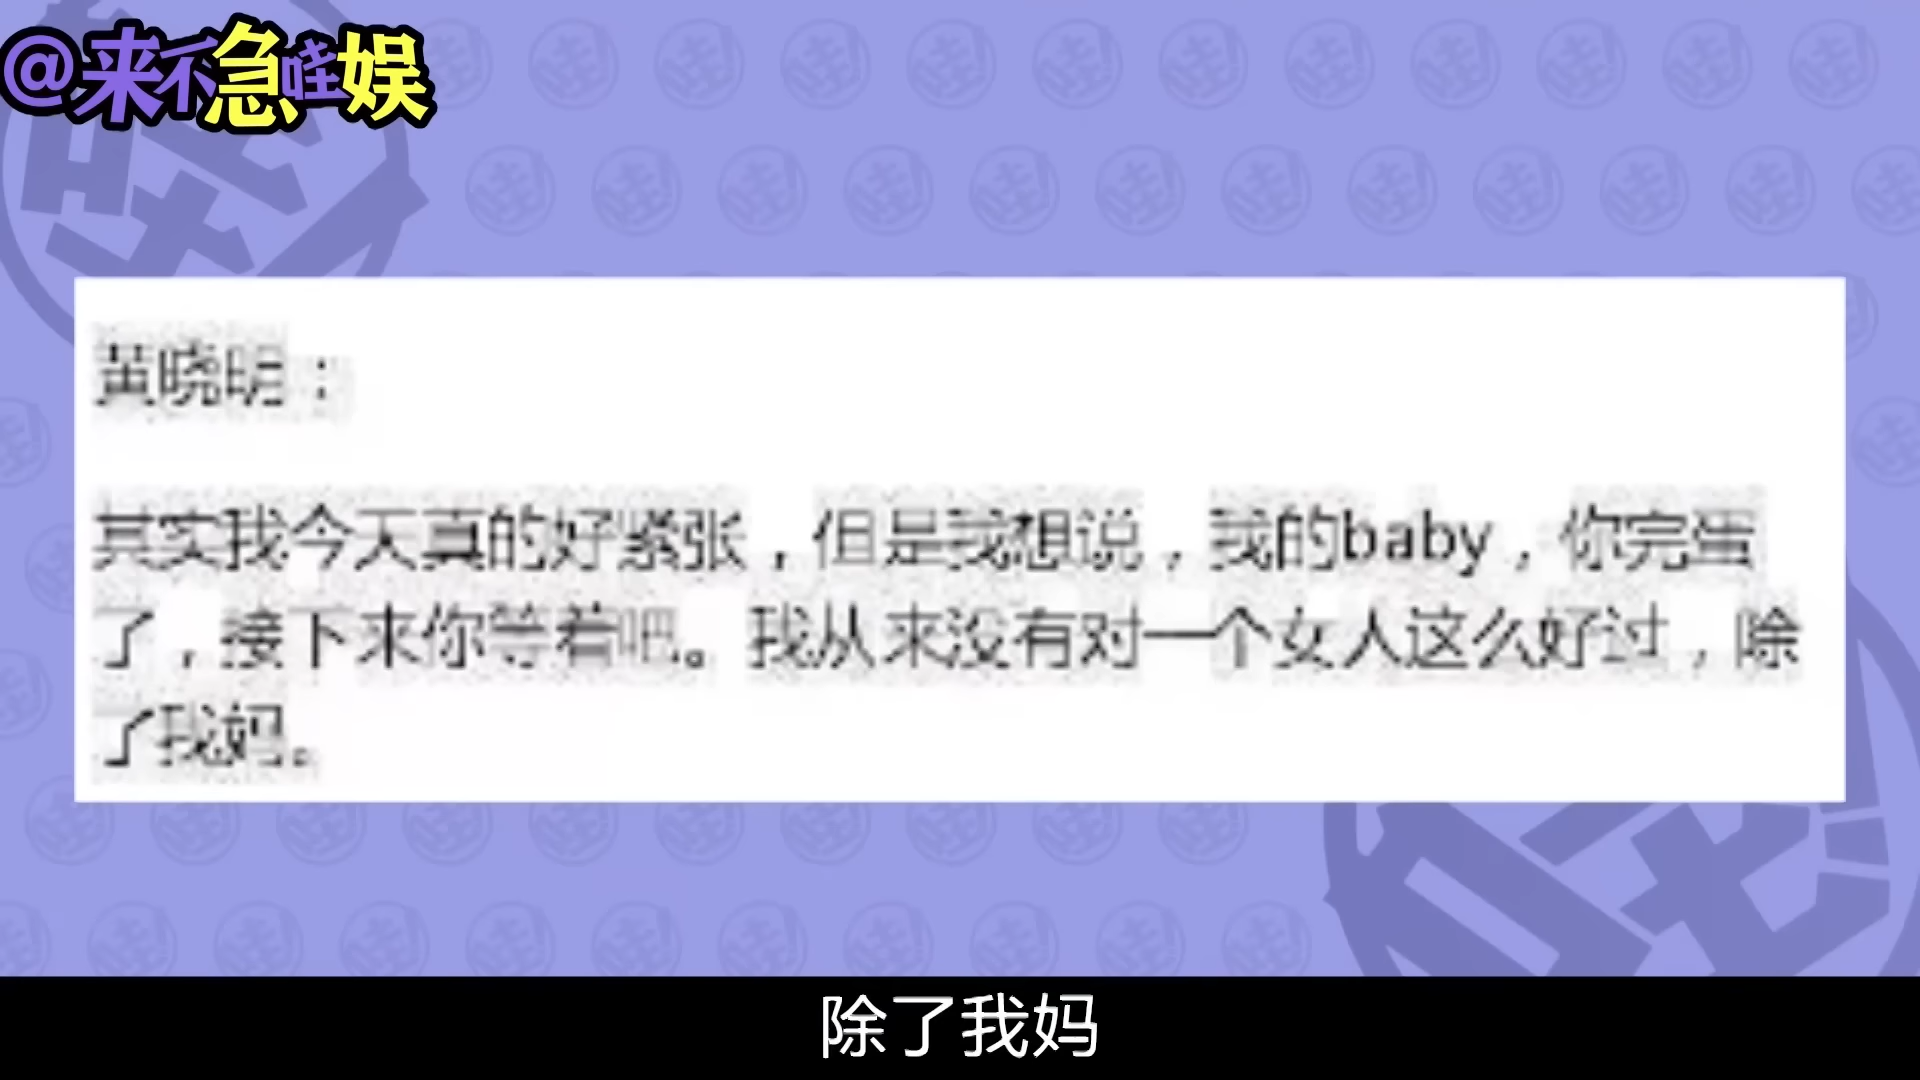 @来不急哇娱
黄晓明：
其实我今天真的好紧张，但是我想说，我的baby，你完蛋
了，接下来你等着吧。我从来没有对一个女人这么好过，除
了我妈。
除了我妈